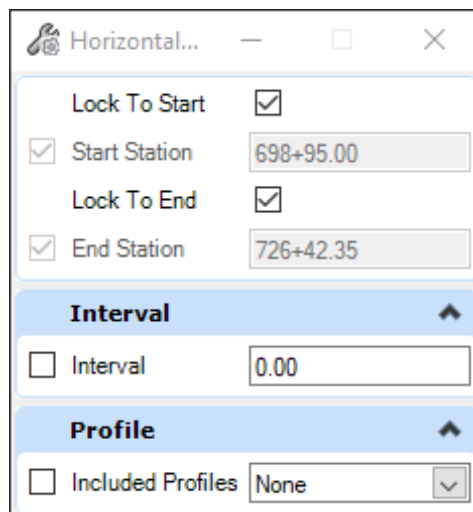 Horizontal...
Lock To Start
Start Station 698+95.00
Lock To End
End Station 726+42.35
Interval
Interval 0.00
Profile
Included Profiles None